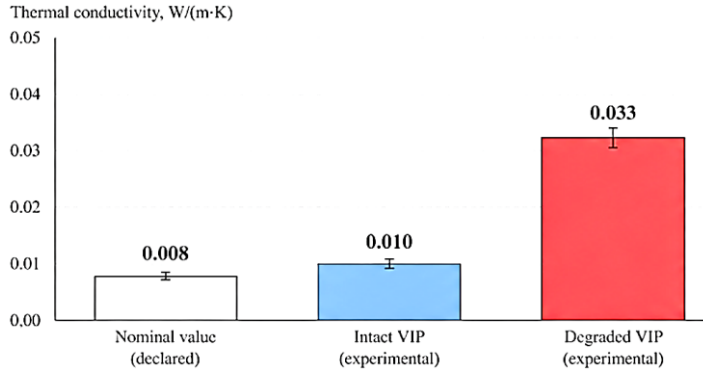 Thermal conductivity, W/(m·K)
0.05
0.04
0.03
0.02
0.01
0.00
0.008
0.010
0.033
Nominal value
(declared)
Intact VIP
(experimental)
Degraded VIP
(experimental)